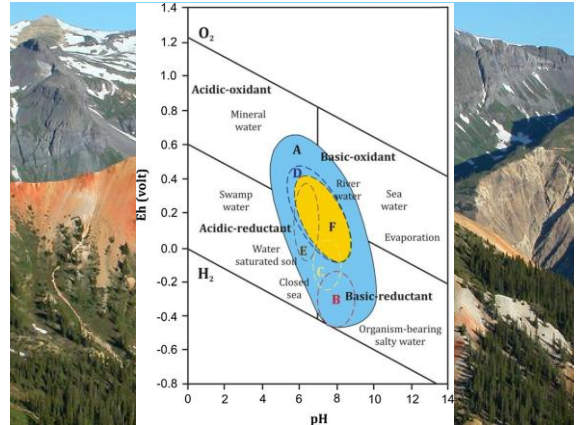 1.4
O₂
1.2
Acidic-oxidant
1.0
Mineral
water
0.8
0.6
A
Basic-oxidant
D
River
water
0.4
Swamp
water
Sea
water
0.2
Acidic-reductant
F
Evaporation
E
Water
saturated soil
0.0
H₂
C
Closed
sea
-0.2
B
Basic-reductant
Organism-bearing
salty water
-0.4
-0.6
-0.8
Eh (volt)
0 2 4 6 8 10 12 14
pH